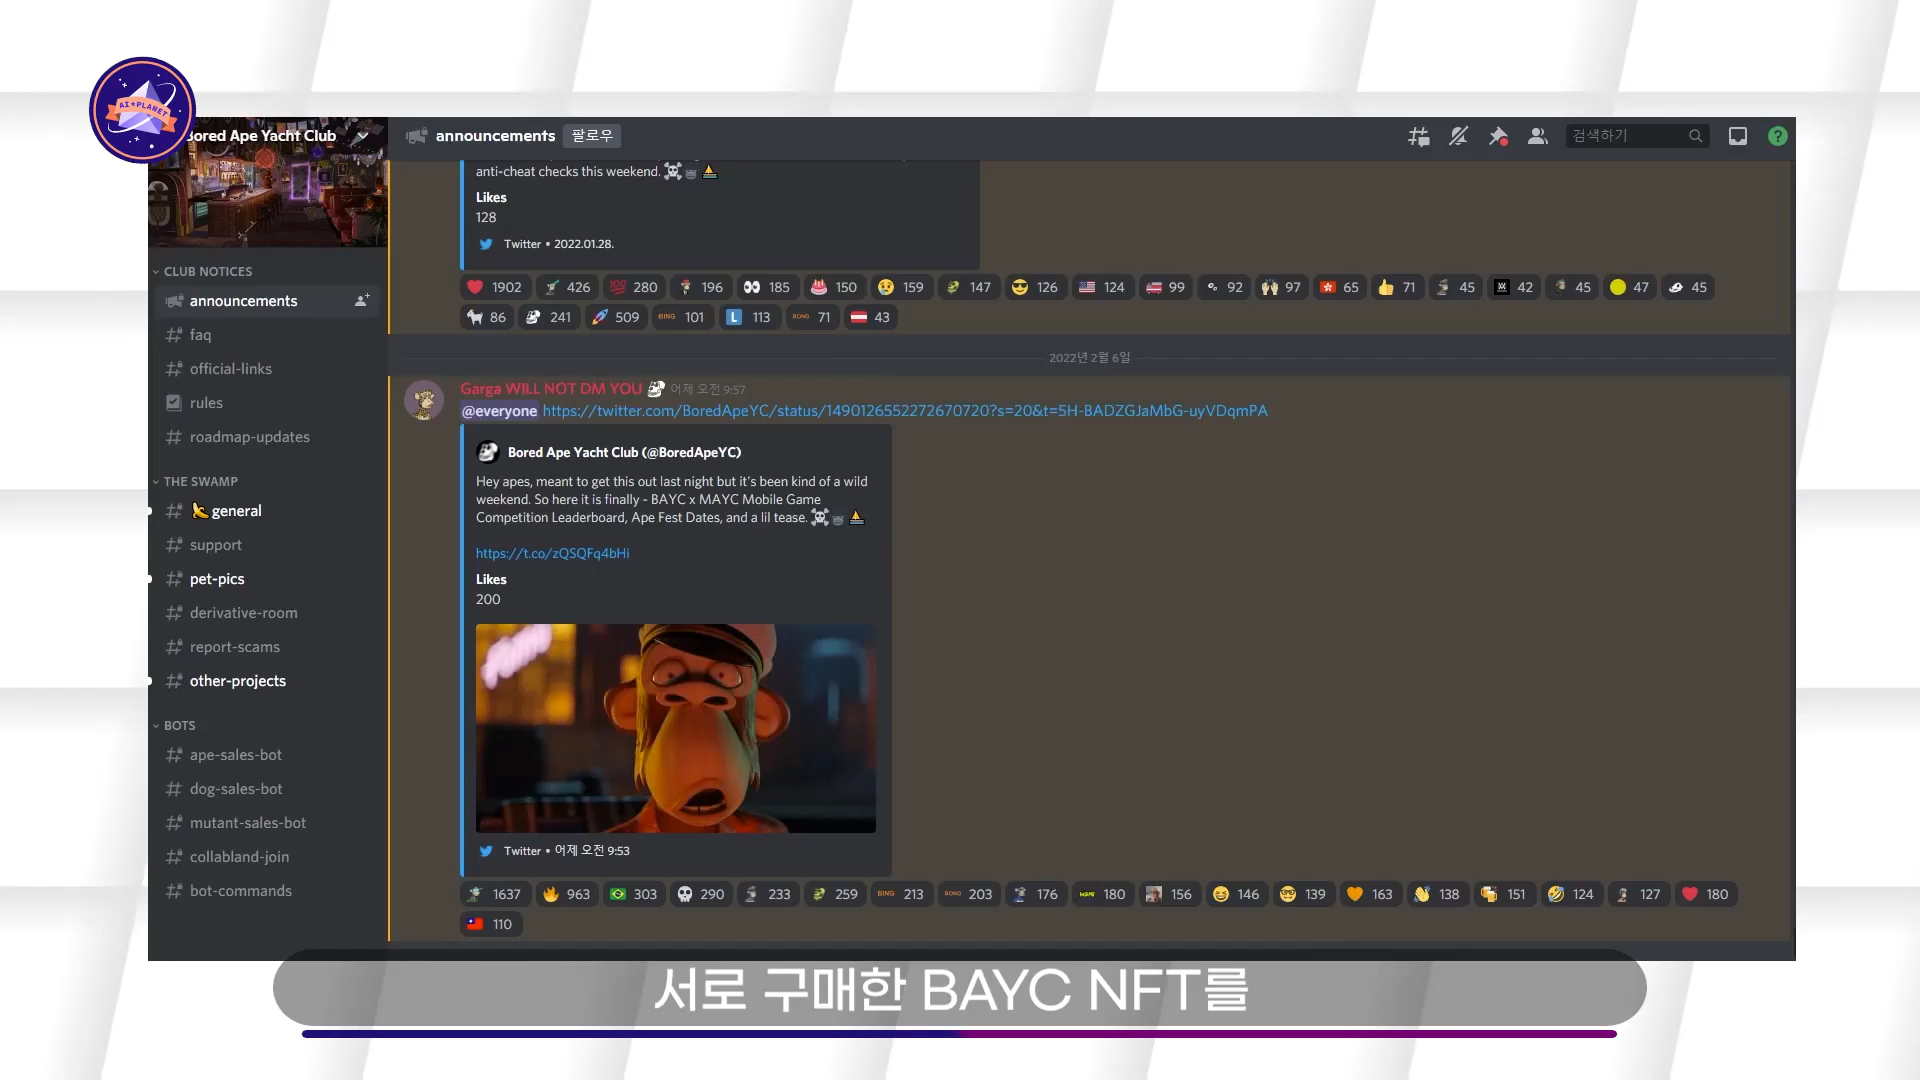 AI★PLANET
Bored Ape Yacht Club
announcements 팔로우
검색하기
?
CLUB NOTICES
announcements
faq
official-links
rules
roadmap-updates
THE SWAMP
general
support
pet-pics
derivative-room
report-scams
other-projects
BOTS
ape-sales-bot
dog-sales-bot
mutant-sales-bot
collabland-join
bot-commands
anti-cheat checks this weekend.
Likes
128
Twitter • 2022.01.28.
1902 426 100 280 196 185 150 159 147 126 124 99 92 97 65 71 45 42 45 47 45
86 241 509 BING 101 L 113 BONG 71 43
2022년 2월 6일
Garga WILL NOT DM YOU 어제 오전 9:57
@everyone https://twitter.com/BoredApeYC/status/1490126552272670720?s=20&t=5H-BADZGJaMbG-uyVDqmPA
Bored Ape Yacht Club (@BoredApeYC)
Hey apes, meant to get this out last night but it's been kind of a wild
weekend. So here it is finally - BAYC x MAYC Mobile Game
Competition Leaderboard, Ape Fest Dates, and a lil tease.
https://t.co/zQSQFq4bHi
Likes
200
Twitter • 어제 오전 9:53
1637 963 303 290 233 259 BING 213 BONG 203 176 WGMI 180 156 146 139 163 138 151 124 127 180
110
서로 구매한 BAYC NFT를